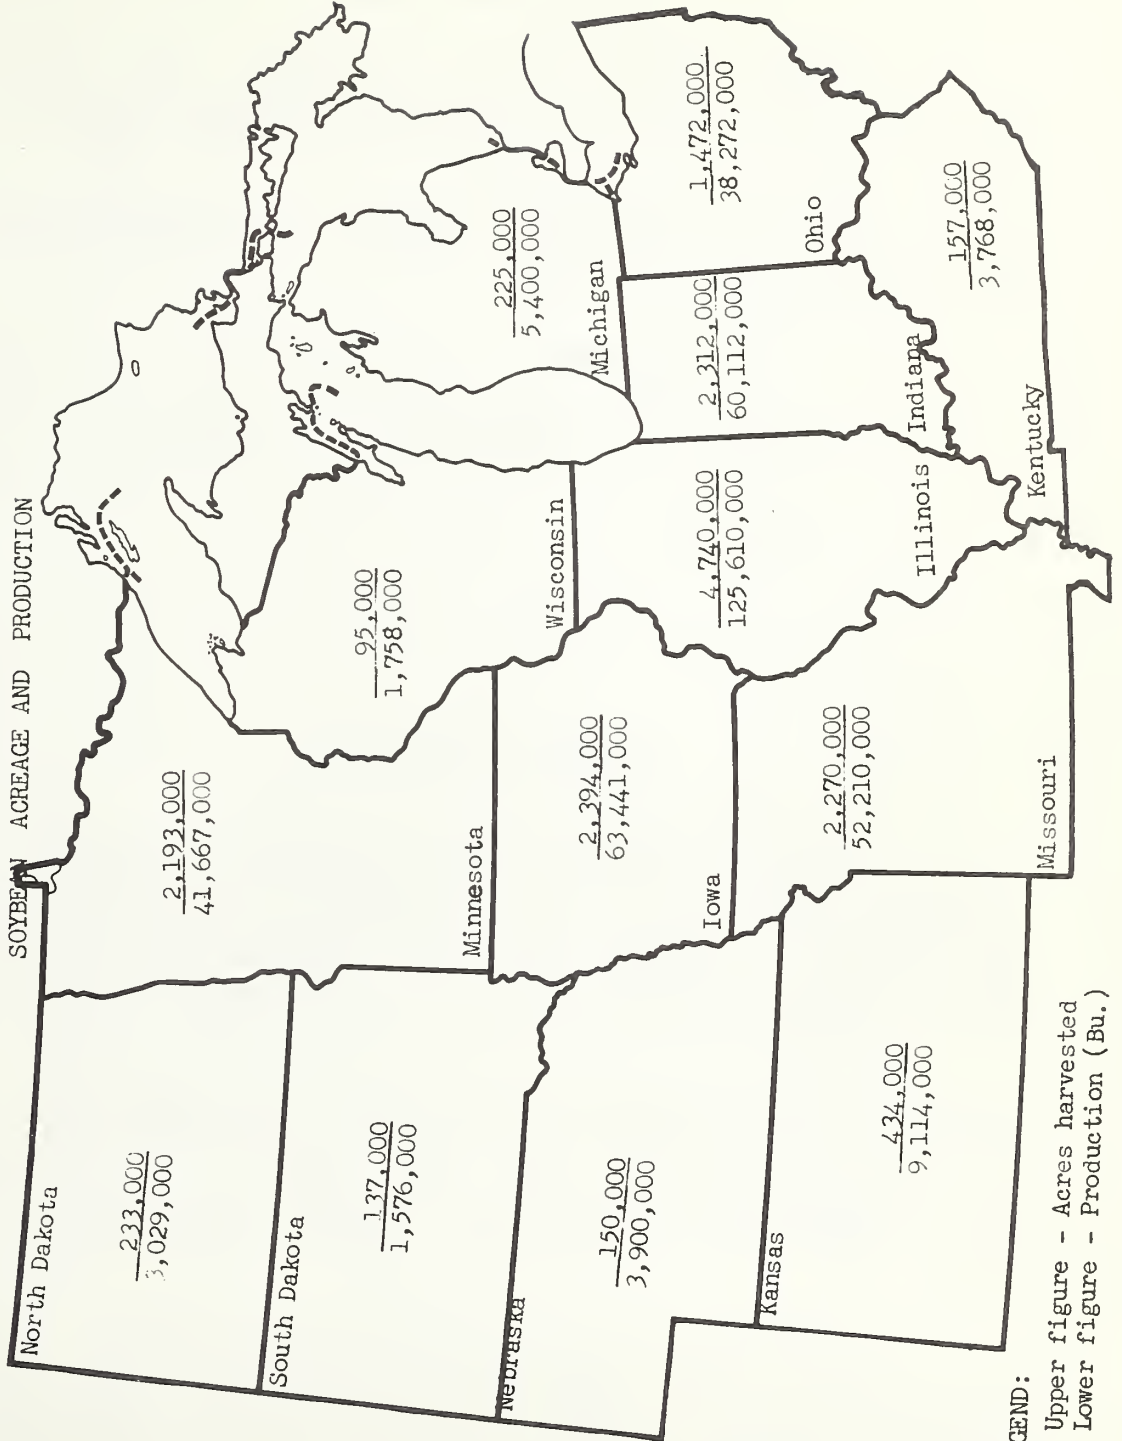 SOYBEAN ACREAGE AND PRODUCTION
North Dakota
233,000
3,029,000
South Dakota
137,000
1,576,000
Nebraska
150,000
3,900,000
Kansas
434,000
9,114,000
2,193,000
41,667,000
Minnesota
2,394,000
63,441,000
Iowa
2,270,000
52,210,000
Missouri
95,000
1,758,000
Wisconsin
4,740,000
125,610,000
Illinois
225,000
5,400,000
Michigan
2,312,000
60,112,000
Indiana
1,472,000
38,272,000
Ohio
157,000
3,768,000
Kentucky
GEND:
Upper figure - Acres harvested
Lower figure - Production (Bu.)